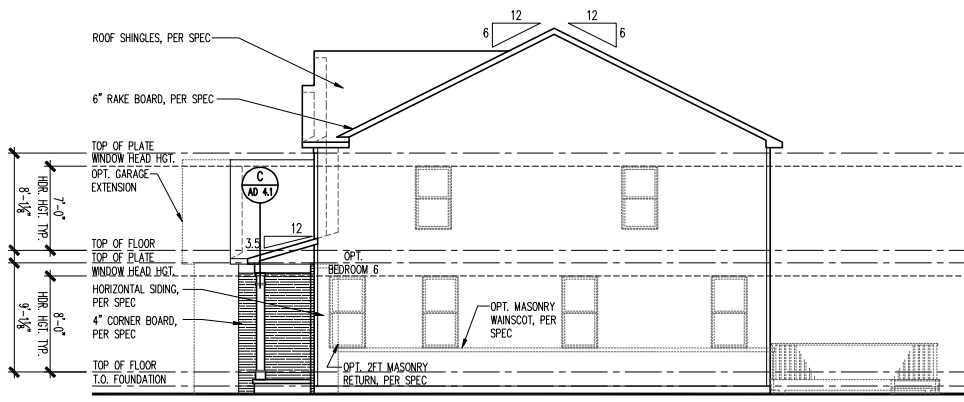 12
12
6
6
ROOF SHINGLES, PER SPEC
6" RAKE BOARD, PER SPEC
TOP OF PLATE
WINDOW HEAD HGT.
OPT. GARAGE
EXTENSION
C
AD 4.1
8'-1⅛"
7'-0"
HDR. HGT. TYP.
12
3.5
TOP OF FLOOR
TOP OF PLATE
WINDOW HEAD HGT.
OPT.
BEDROOM 6
HORIZONTAL SIDING,
PER SPEC
4" CORNER BOARD,
PER SPEC
OPT. MASONRY
WAINSCOT, PER
SPEC
9'-1⅛"
8'-0"
HDR. HGT. TYP.
TOP OF FLOOR
T.O. FOUNDATION
OPT. 2FT MASONRY
RETURN, PER SPEC